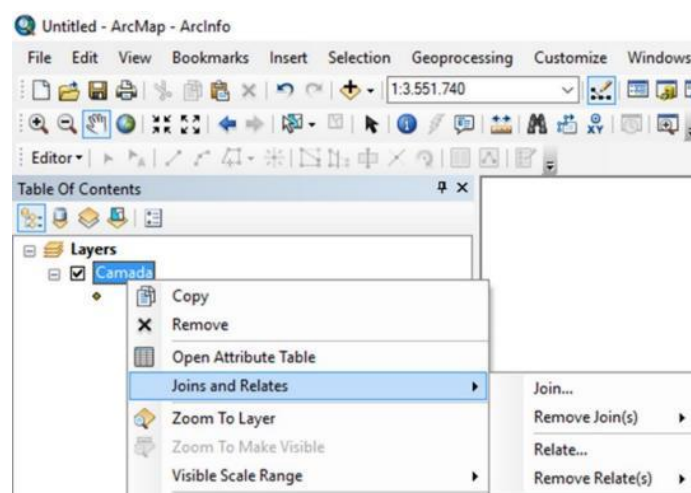 Untitled - ArcMap - ArcInfo
File Edit View Bookmarks Insert Selection Geoprocessing Customize Windows
1:3.551.740
Editor
Table Of Contents
Layers
Camada
Copy
Remove
Open Attribute Table
Joins and Relates
Join...
Zoom To Layer
Remove Join(s)
Zoom To Make Visible
Relate...
Visible Scale Range
Remove Relate(s)